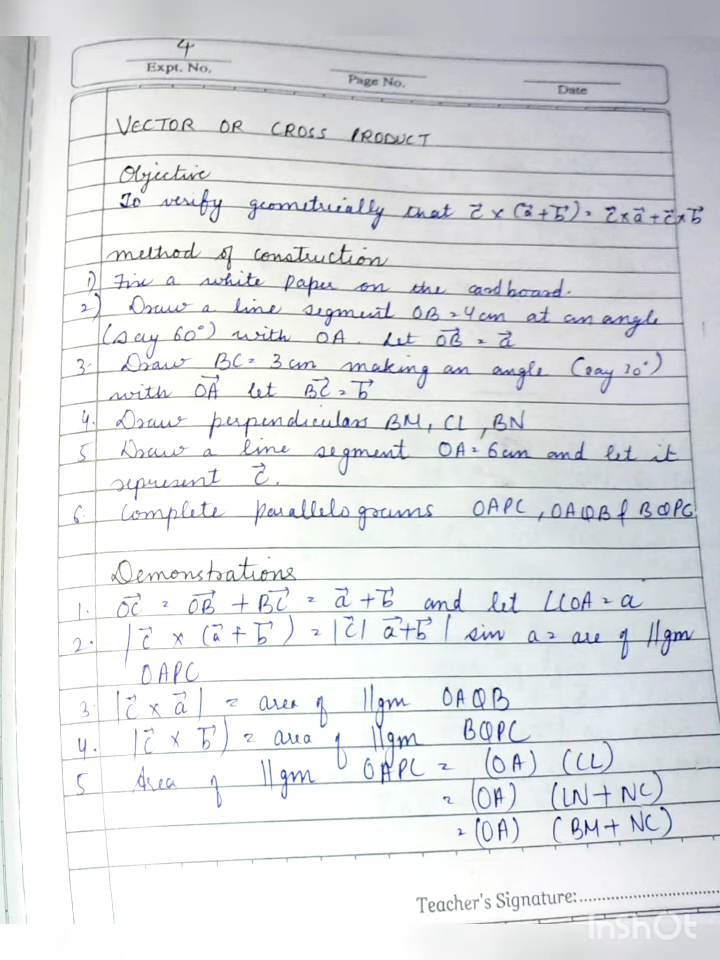 4
Expt. No.
Page No.
Date
VECTOR OR CROSS PRODUCT
Objective
To verify geometrically that c⃗ × (a⃗ + b⃗) = c⃗ × a⃗ + c⃗ × b⃗
method of construction
1) Fix a white paper on the cardboard.
2) Draw a line segment OB = 4 cm at an angle
(say 60°) with OA. Let OB⃗ = a⃗
3. Draw BC = 3 cm making an angle (say 30°)
with OA⃗ let BC⃗ = b⃗
4. Draw perpendiculars BM, CL, BN
5 Draw a line segment OA = 6 cm and let it
represent c⃗.
6 Complete parallelograms OAPC, OAQB & BQPC
Demonstrations
1. OC⃗ = OB⃗ + BC⃗ = a⃗ + b⃗ and let ∠COA = a
2. |c⃗ × (a⃗ + b⃗) = |c⃗| a⃗+b⃗ | sin a = are of ||gm
OAPC
3 |c⃗ × a⃗| = area of ||gm OAQB
4. |c⃗ × b⃗) = area of ||gm BQPC
5 Area of ||gm OAPC = (OA) (CL)
= (OA) (LN + NC)
= (OA) (BM + NC)
Teacher's Signature:
InshOt